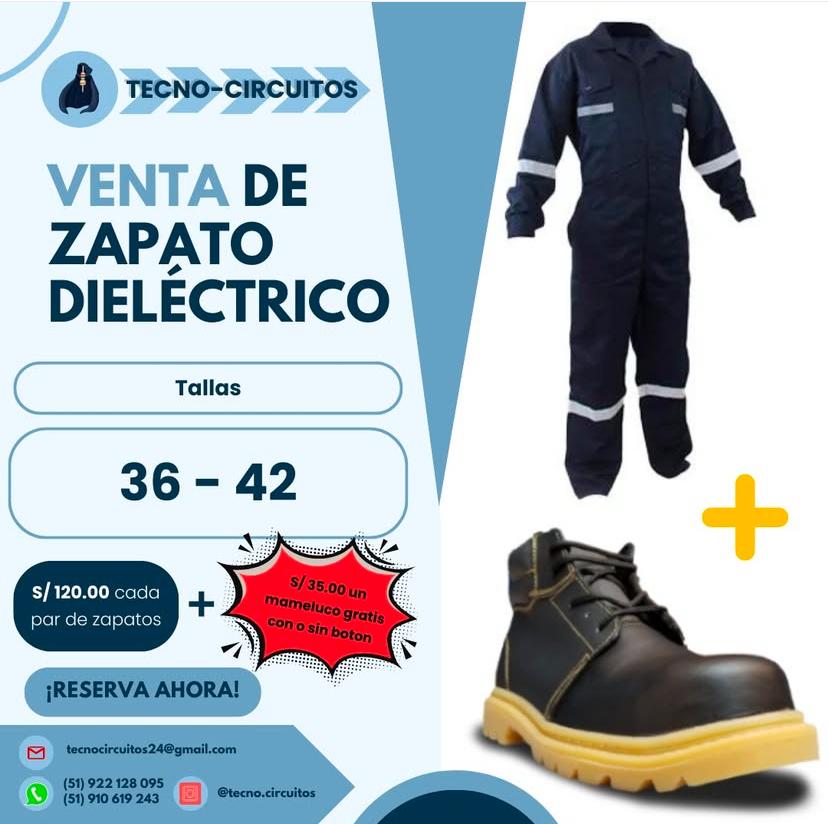 TECNO-CIRCUITOS
VENTA DE
ZAPATO
DIELÉCTRICO
Tallas
36 - 42
S/ 120.00 cada
par de zapatos
+
S/ 35.00 un
mameluco gratis
con o sin boton
¡RESERVA AHORA!
tecnocircuitos24@gmail.com
(51) 922 128 095
(51) 910 619 243
@tecno.circuitos